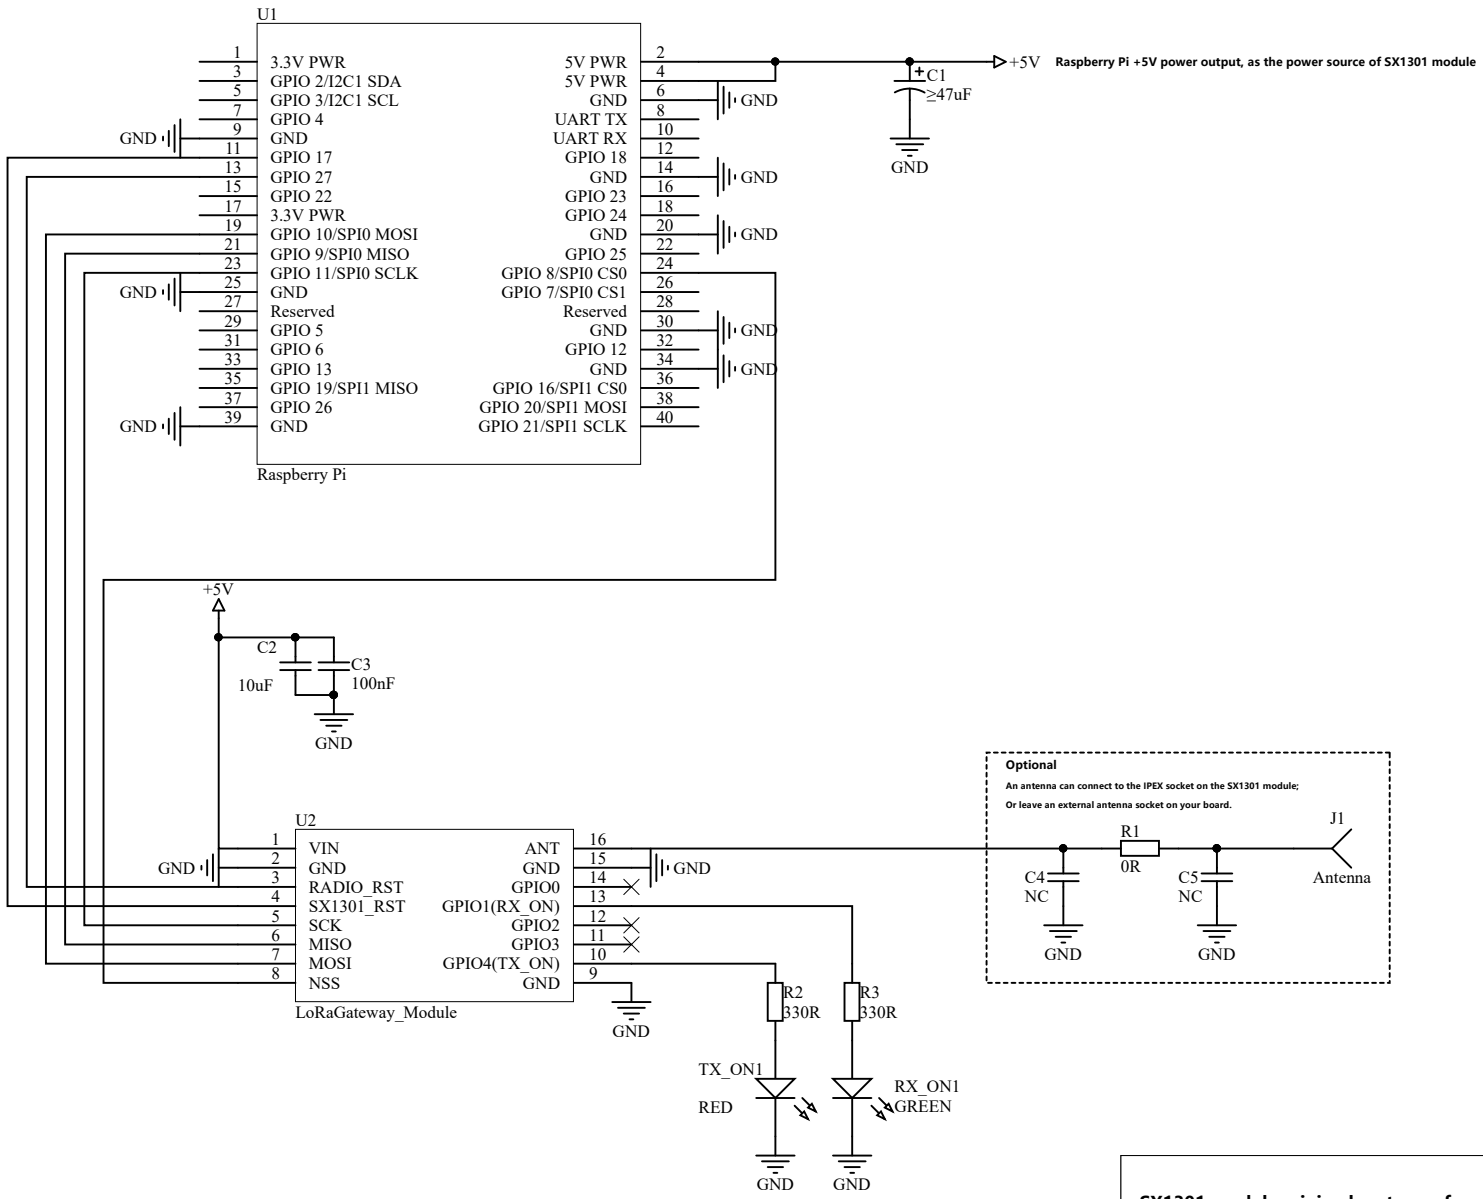 U1
1 3.3V PWR 5V PWR 2
3 GPIO 2/I2C1 SDA 5V PWR 4
5 GPIO 3/I2C1 SCL GND 6 GND
7 GPIO 4 UART TX 8
GND 9 GND UART RX 10
11 GPIO 17 GPIO 18 12
13 GPIO 27 GND 14 GND
15 GPIO 22 GPIO 23 16
17 3.3V PWR GPIO 24 18
19 GPIO 10/SPI0 MOSI GND 20 GND
21 GPIO 9/SPI0 MISO GPIO 25 22
23 GPIO 11/SPI0 SCLK GPIO 8/SPI0 CS0 24
GND 25 GND GPIO 7/SPI0 CS1 26
27 Reserved Reserved 28
29 GPIO 5 GND 30 GND
31 GPIO 6 GPIO 12 32
33 GPIO 13 GND 34 GND
35 GPIO 19/SPI1 MISO GPIO 16/SPI1 CS0 36
37 GPIO 26 GPIO 20/SPI1 MOSI 38
GND 39 GND GPIO 21/SPI1 SCLK 40
Raspberry Pi
+5V Raspberry Pi +5V power output, as the power source of SX1301 module
+ C1
≥47uF
GND
+5V
C2
10uF
C3
100nF
GND
U2
1 VIN ANT 16
GND 2 GND GND 15 GND
3 RADIO_RST GPIO0 14
4 SX1301_RST GPIO1(RX_ON) 13
5 SCK GPIO2 12
6 MISO GPIO3 11
7 MOSI GPIO4(TX_ON) 10
8 NSS GND 9
LoRaGateway_Module
GND
R2
330R
R3
330R
TX_ON1
RED
RX_ON1
GREEN
GND
GND
Optional
An antenna can connect to the IPEX socket on the SX1301 module;
Or leave an external antenna socket on your board.
J1
R1
0R
Antenna
C4
NC
C5
NC
GND
GND